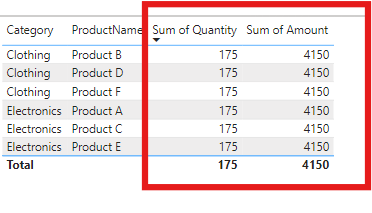 Category ProductName Sum of Quantity Sum of Amount
Clothing Product B 175 4150
Clothing Product D 175 4150
Clothing Product F 175 4150
Electronics Product A 175 4150
Electronics Product C 175 4150
Electronics Product E 175 4150
Total 175 4150